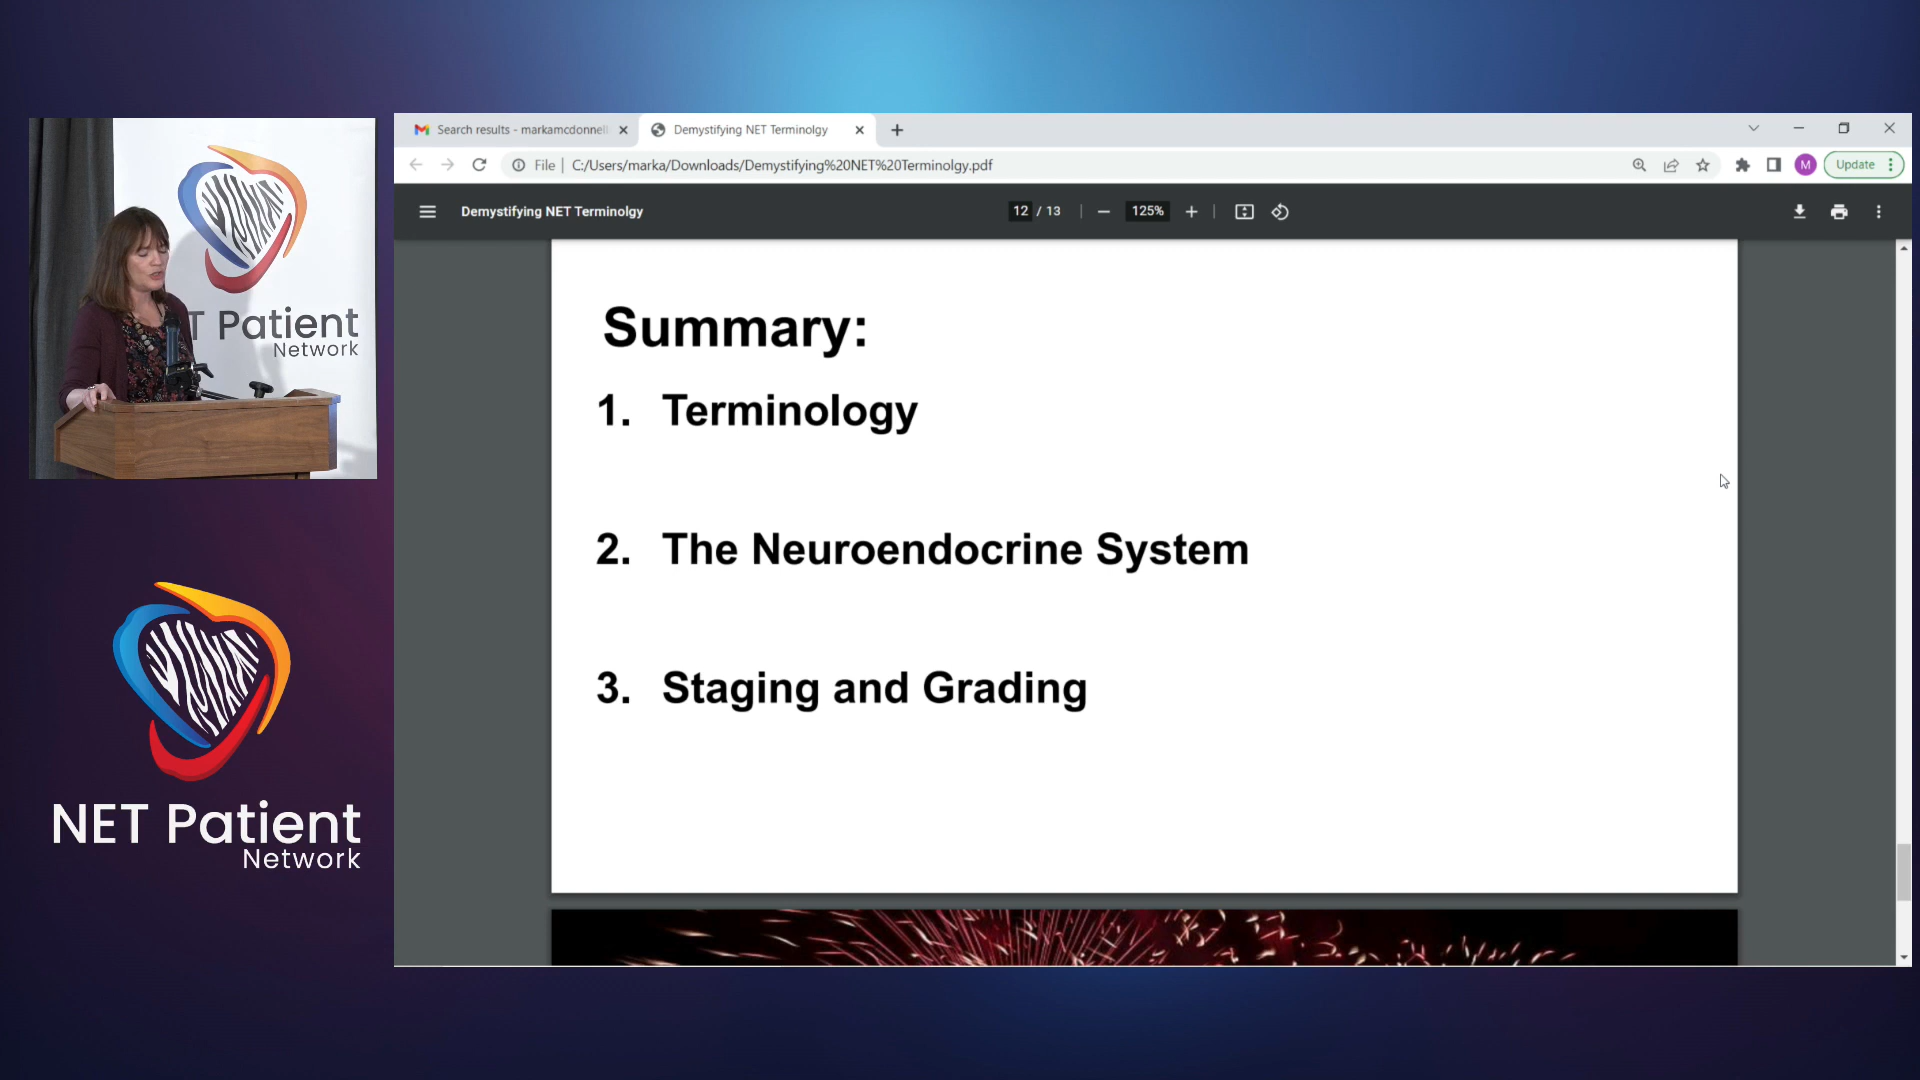 T Patient
Network
NET Patient
Network
Search results - markamcdonnell
Demystifying NET Terminolgy
File
C:/Users/marka/Downloads/Demystifying%20NET%20Terminolgy.pdf
M
Update
Demystifying NET Terminolgy
12 / 13
125%
Summary:
1. Terminology
2. The Neuroendocrine System
3. Staging and Grading